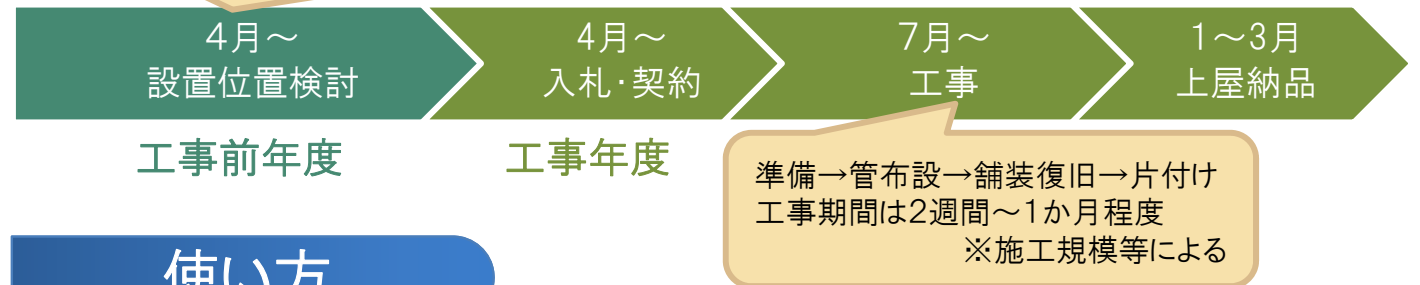 4月～
設置位置検討
4月～
入札・契約
7月～
工事
1～3月
上屋納品
工事前年度
工事年度
準備→管布設→舗装復旧→片付け
工事期間は2週間～1か月程度
※施工規模等による
使い方